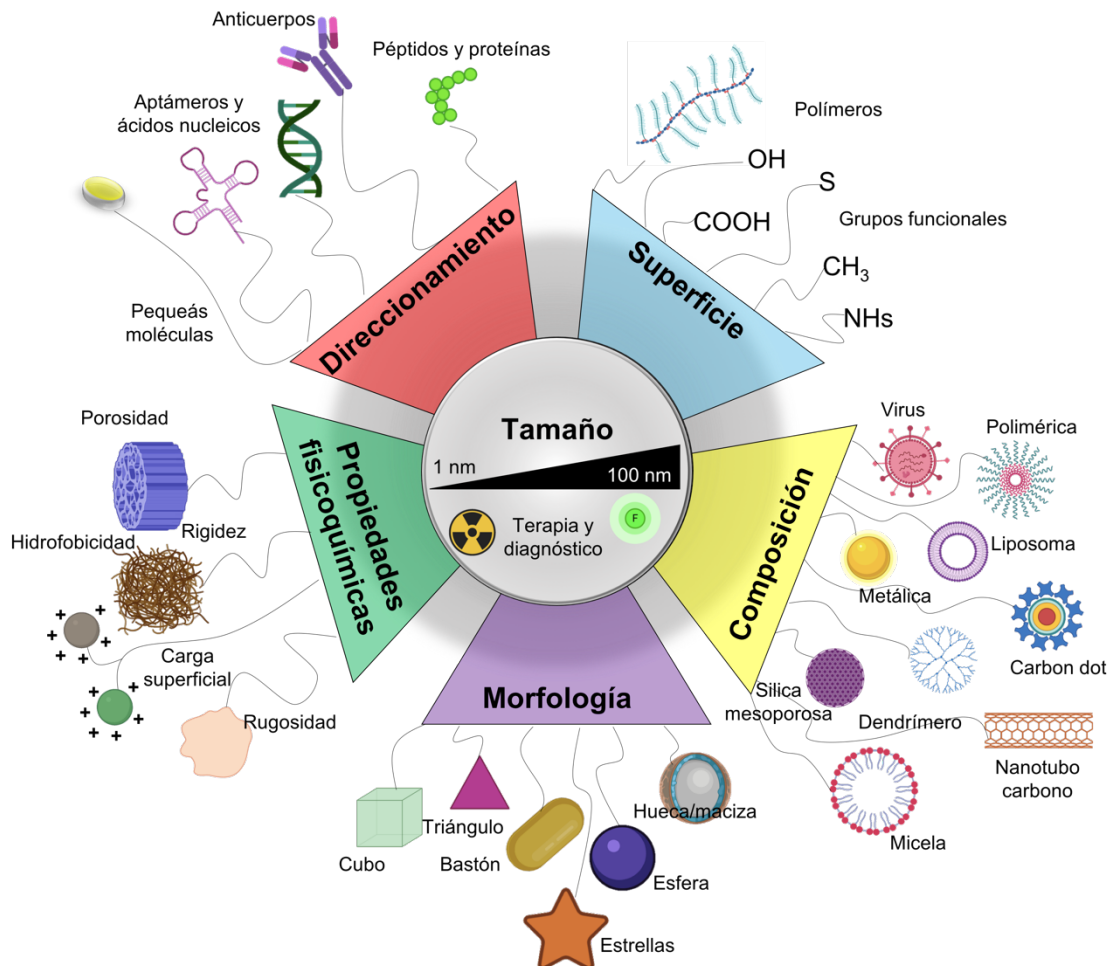 Anticuerpos
Péptidos y proteínas
Aptámeros y
ácidos nucleicos
Pequeás
moléculas
Direccionamiento
Polímeros
OH
S
COOH
Grupos funcionales
CH3
NHs
Superficie
Tamaño
1 nm
100 nm
Terapia y
diagnóstico
F
Porosidad
Rigidez
Hidrofobicidad
Carga
superficial
Rugosidad
+ + + + +
+ + + + +
Propiedades
fisicoquímicas
Virus
Polimérica
Liposoma
Metálica
Carbon dot
Silica
mesoporosa
Dendrímero
Nanotubo
carbono
Micela
Composición
Morfología
Hueca/maciza
Triángulo
Cubo
Bastón
Esfera
Estrellas